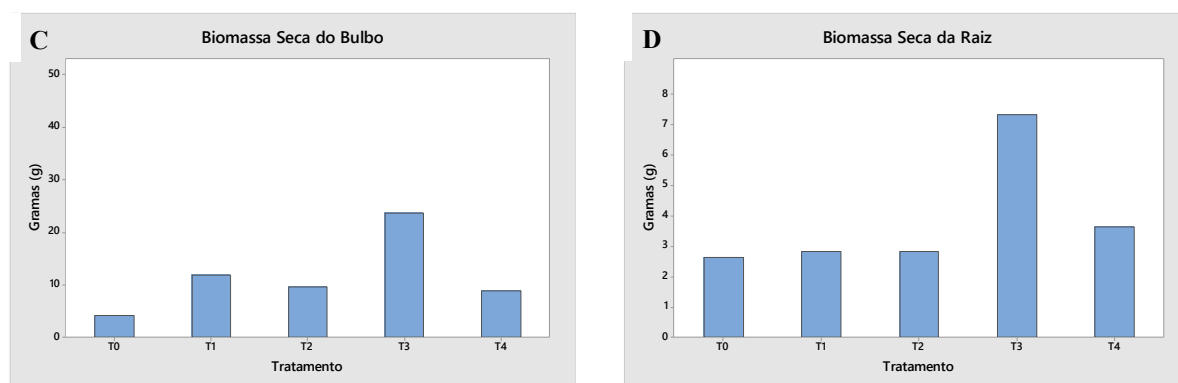 C
Biomassa Seca do Bulbo
50
40
30
20
10
0
Gramas (g)
T0 T1 T2 T3 T4
Tratamento
D
Biomassa Seca da Raiz
8
7
6
5
4
3
2
1
0
Gramas (g)
T0 T1 T2 T3 T4
Tratamento